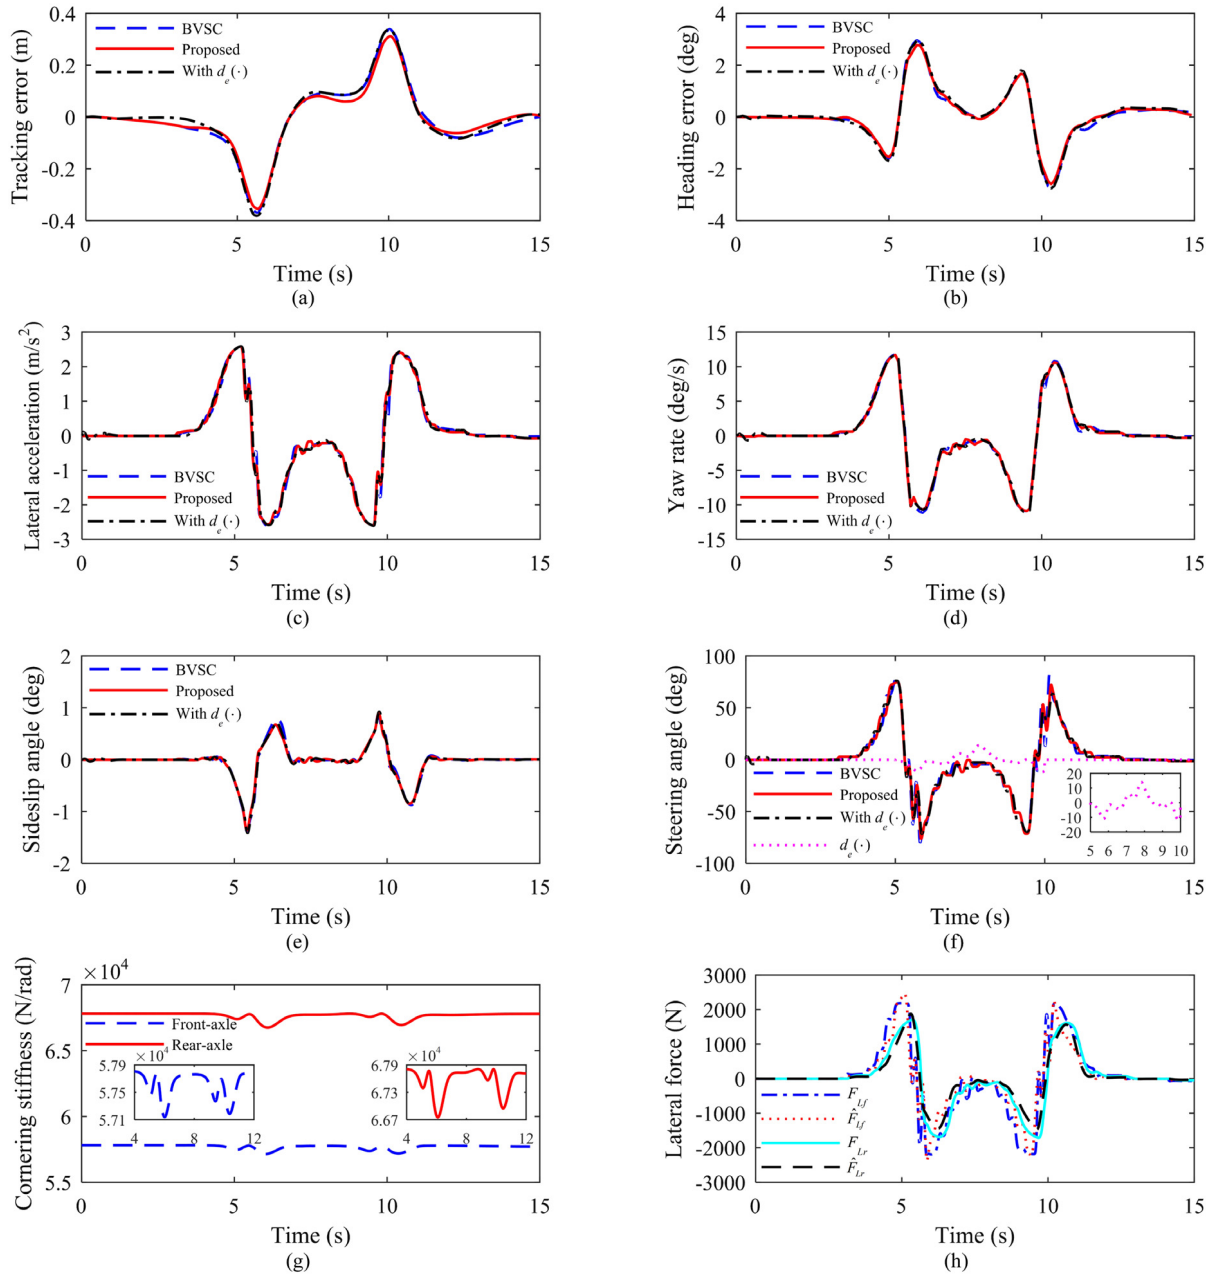 0.4
0.2
0
-0.2
-0.4
Tracking error (m)
BVSC
Proposed
With d_e(·)
0 5 10 15
Time (s)
(a)
4
2
0
-2
-4
Heading error (deg)
BVSC
Proposed
With d_e(·)
0 5 10 15
Time (s)
(b)
3
2
1
0
-1
-2
-3
Lateral acceleration (m/s²)
BVSC
Proposed
With d_e(·)
0 5 10 15
Time (s)
(c)
15
10
5
0
-5
-10
-15
Yaw rate (deg/s)
BVSC
Proposed
With d_e(·)
0 5 10 15
Time (s)
(d)
2
1
0
-1
-2
Sideslip angle (deg)
BVSC
Proposed
With d_e(·)
0 5 10 15
Time (s)
(e)
100
50
0
-50
-100
Steering angle (deg)
BVSC
Proposed
With d_e(·)
d_e(·)
20
10
0
-10
-20
5 6 7 8 9 10
0 5 10 15
Time (s)
(f)
×10⁴
7
6.5
6
5.5
Cornering stiffness (N/rad)
Front-axle
Rear-axle
×10⁴
5.79
5.75
5.71
4 8 12
×10⁴
6.79
6.73
6.67
4 8 12
0 5 10 15
Time (s)
(g)
3000
2000
1000
0
-1000
-2000
-3000
Lateral force (N)
F_Lf
F̂_Lf
F_Lr
F̂_Lr
0 5 10 15
Time (s)
(h)